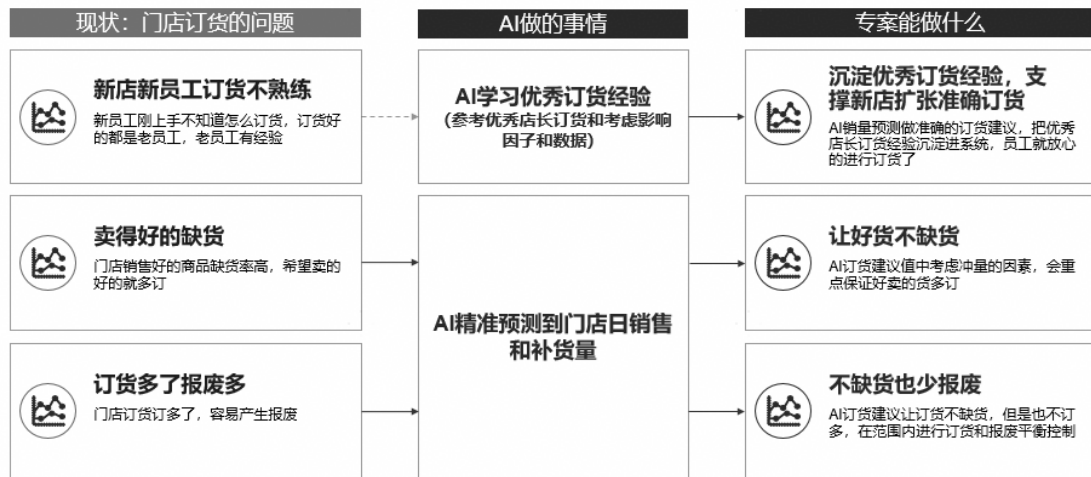 现状：门店订货的问题
AI做的事情
专案能做什么
新店新员工订货不熟练
新员工刚上手不知道怎么订货，订货好
的都是老员工，老员工有经验
AI学习优秀订货经验
（参考优秀店长订货和考虑影响
因子和数据）
沉淀优秀订货经验，支
撑新店扩张准确订货
AI销量预测做准确的订货建议，把优秀
店长订货经验沉淀进系统，员工就放心
的进行订货了
卖得好的缺货
门店销售好的商品缺货率高，希望卖的
好的就多订
AI精准预测到门店日销售
和补货量
让好货不缺货
AI订货建议值中考虑冲量的因素，会重
点保证好卖的货多订
订货多了报废多
门店订货订多了，容易产生报废
不缺货也少报废
AI订货建议让订货不缺货，但是也不订
多，在范围内进行订货和报废平衡控制